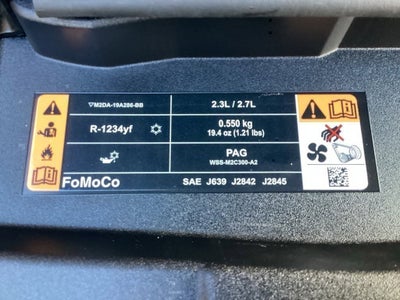 ▽M2DA-19A286-BB
2.3L / 2.7L
R-1234yf
0.550 kg
19.4 oz (1.21 lbs)
PAG
WSS-M2C300-A2
FoMoCo
SAE J639 J2842 J2845